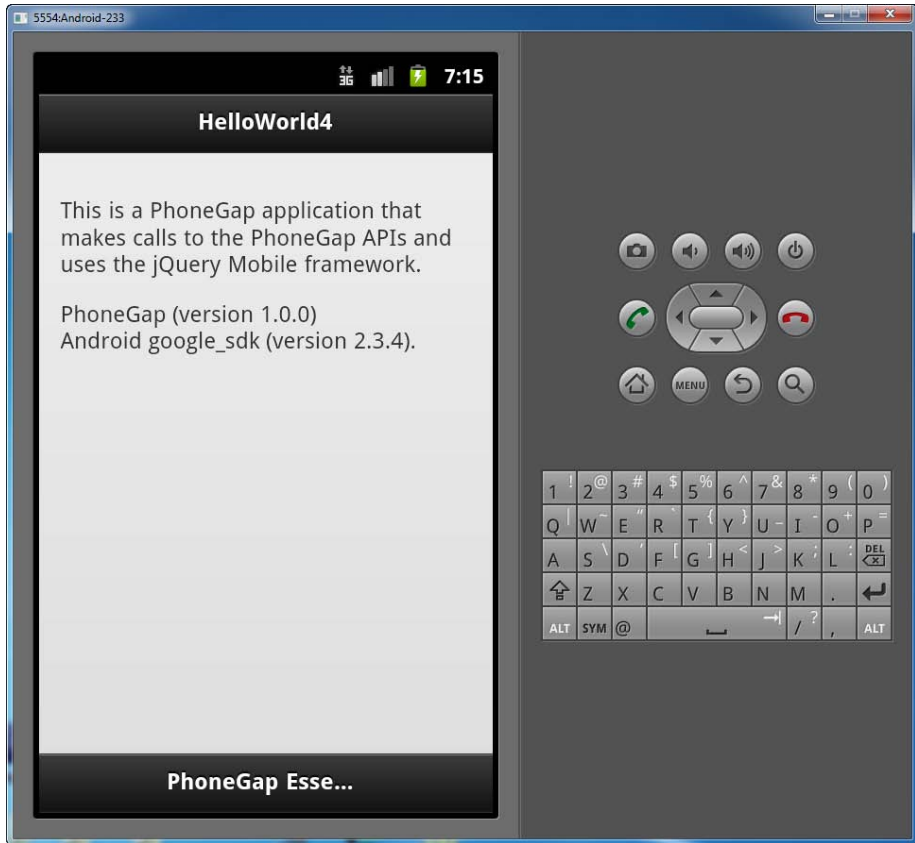 5554:Android-233
3G 7:15
HelloWorld4
This is a PhoneGap application that
makes calls to the PhoneGap APIs and
uses the jQuery Mobile framework.
PhoneGap (version 1.0.0)
Android google_sdk (version 2.3.4).
PhoneGap Esse...
MENU
1 ! 2 @ 3 # 4 $ 5 % 6 ^ 7 & 8 * 9 ( 0 )
Q | W ~ E " R ` T { Y } U - I - O + P =
A S \ D ' F [ G ] H < J > K ; L : DEL
Z X C V B N M .
ALT SYM @ / ? , ALT